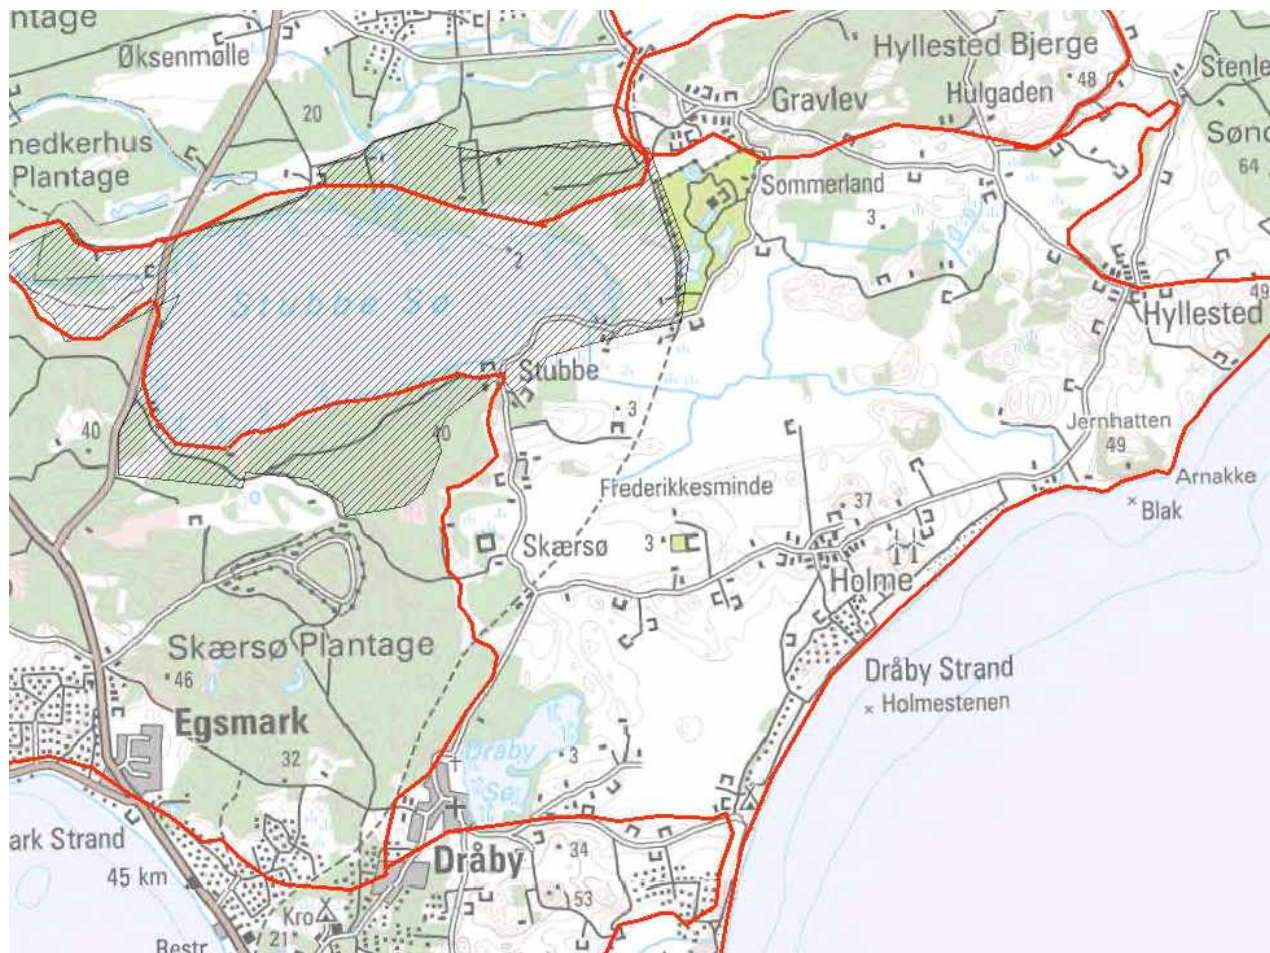 ntage
Øksenmølle
Hyllested Bjerge
48
Stenle
Gravlev
Hulgaden
20
nedkerhus
Plantage
Sønd
64
Sommerland
3
2
Stubbe Sø
49
Hyllested
Stubbe
3
40
40
Jernhatten
49
Arnakke
Blak
Frederikkesminde
37
Skærsø
3
Holme
Skærsø Plantage
46
Dråby Strand
Holmestenen
Egsmark
32
Dråby
Sø
3
ark Strand
45 km
Dråby
34
53
Kro
21
Restr.